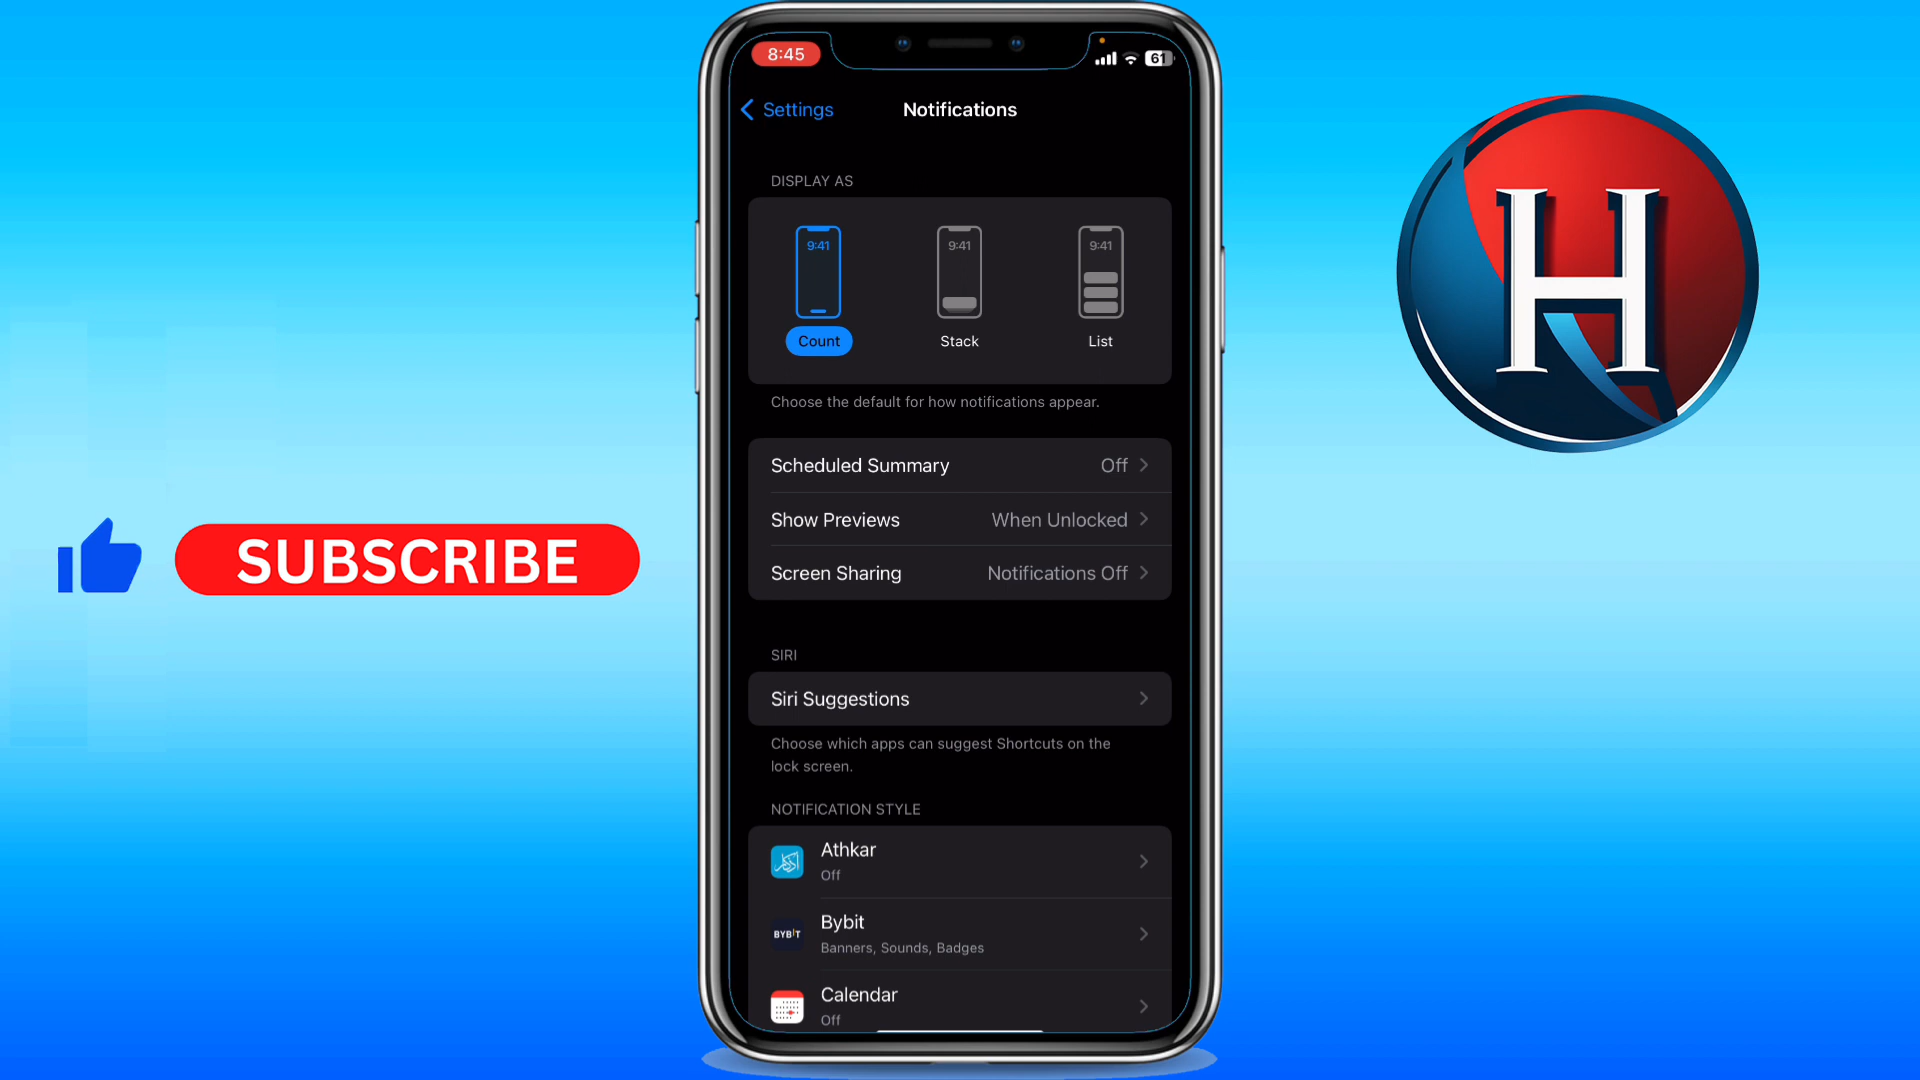 8:45
61
Settings
Notifications
DISPLAY AS
9:41
9:41
9:41
Count
Stack
List
Choose the default for how notifications appear.
Scheduled Summary Off
Show Previews When Unlocked
Screen Sharing Notifications Off
SIRI
Siri Suggestions
Choose which apps can suggest Shortcuts on the
lock screen.
NOTIFICATION STYLE
Athkar
Off
BYBIT
Bybit
Banners, Sounds, Badges
Calendar
Off
SUBSCRIBE
H